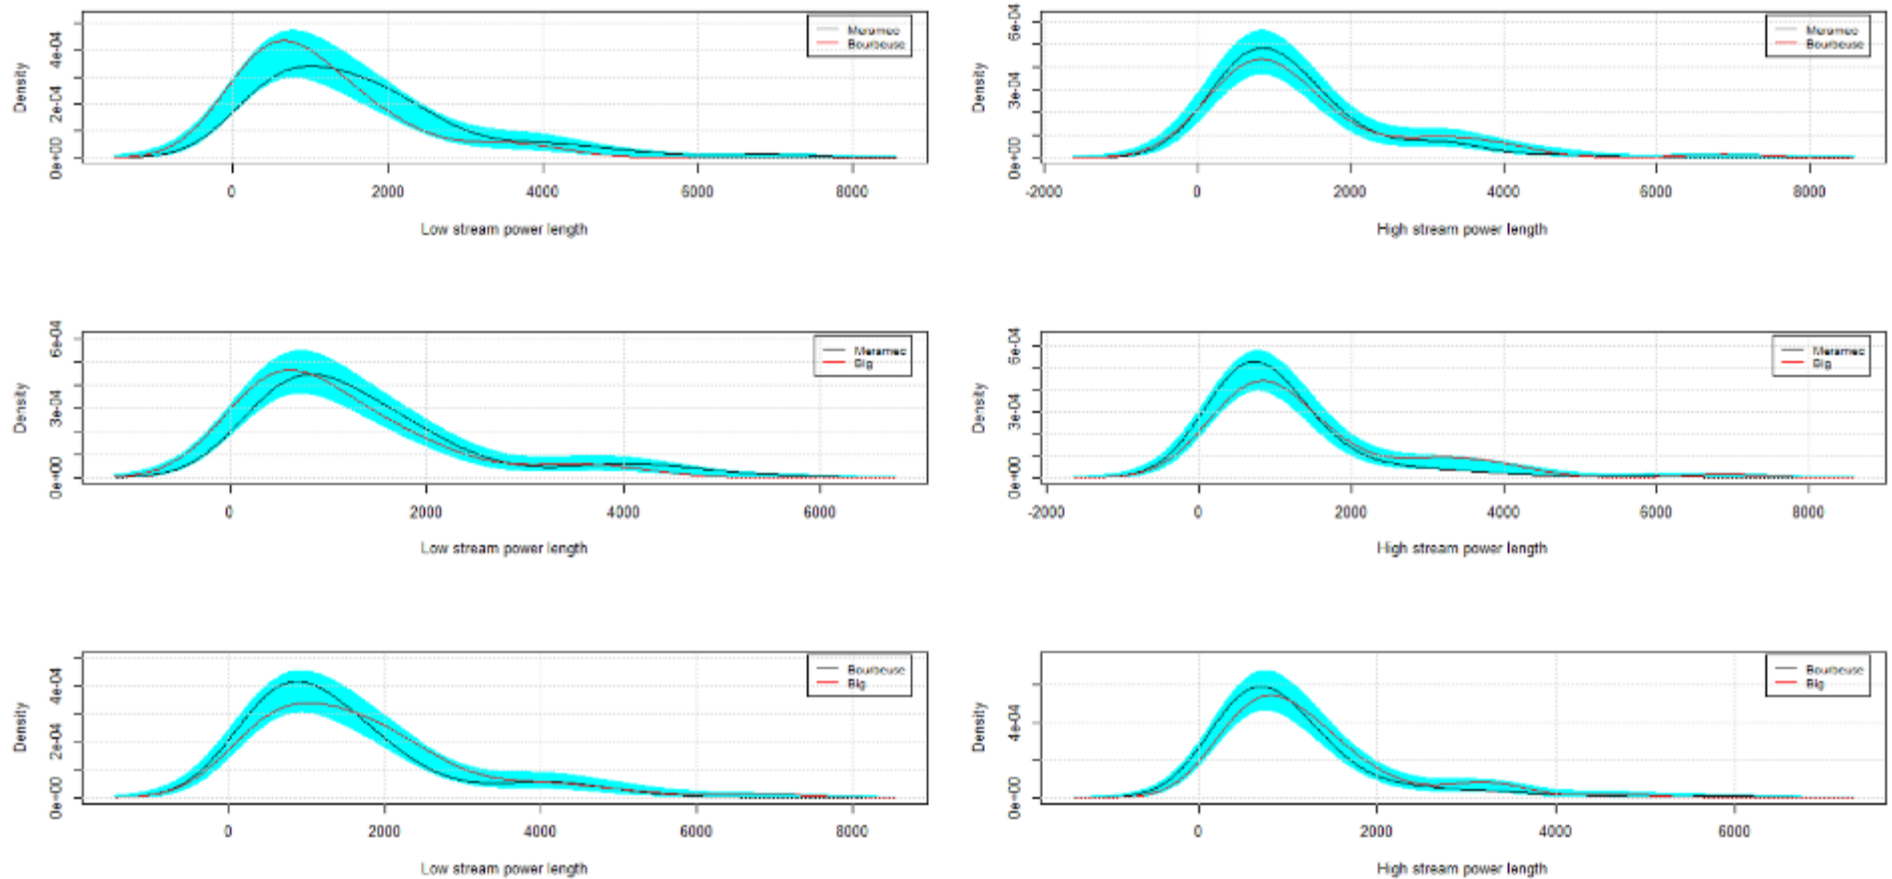 Density
0e+00 2e-04 4e-04
Meramec
Bourbeuse
0 2000 4000 6000 8000
Low stream power length
Density
0e+00 3e-04 6e-04
Meramec
Bourbeuse
-2000 0 2000 4000 6000 8000
High stream power length
Density
0e+00 3e-04 6e-04
Meramec
Big
0 2000 4000 6000
Low stream power length
Density
0e+00 3e-04 6e-04
Meramec
Big
-2000 0 2000 4000 6000 8000
High stream power length
Density
0e+00 2e-04 4e-04
Bourbeuse
Big
0 2000 4000 6000 8000
Low stream power length
Density
0e+00 4e-04
Bourbeuse
Big
0 2000 4000 6000
High stream power length